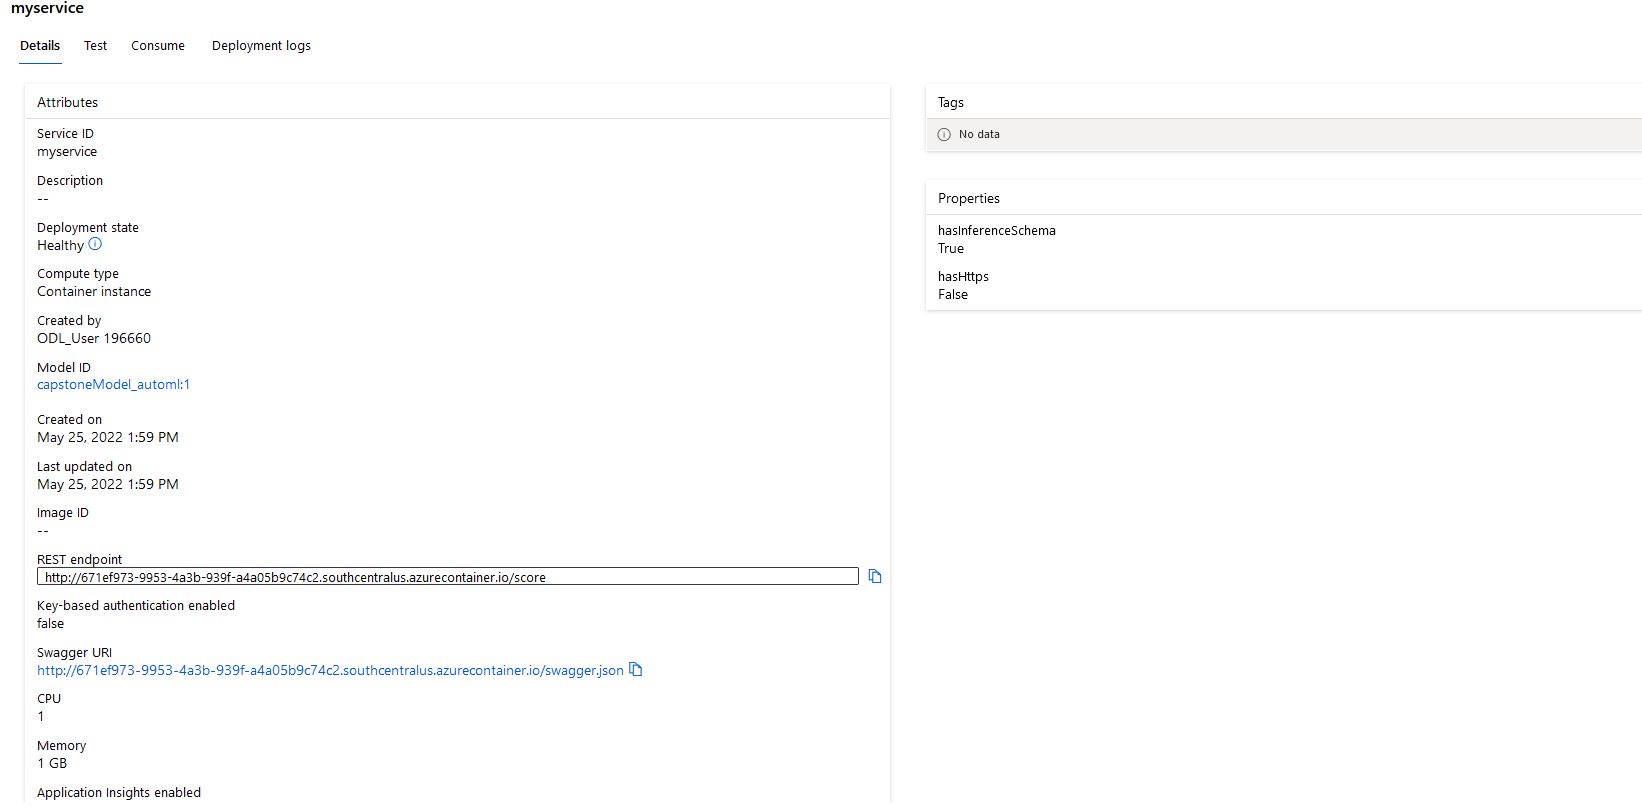 myservice
Details Test Consume Deployment logs
Attributes
Service ID
myservice
Description
--
Deployment state
Healthy
Compute type
Container instance
Created by
ODL_User 196660
Model ID
capstoneModel_automl:1
Created on
May 25, 2022 1:59 PM
Last updated on
May 25, 2022 1:59 PM
Image ID
--
REST endpoint
http://671ef973-9953-4a3b-939f-a4a05b9c74c2.southcentralus.azurecontainer.io/score
Key-based authentication enabled
false
Swagger URI
http://671ef973-9953-4a3b-939f-a4a05b9c74c2.southcentralus.azurecontainer.io/swagger.json
CPU
1
Memory
1 GB
Application Insights enabled
Tags
No data
Properties
hasInferenceSchema
True
hasHttps
False